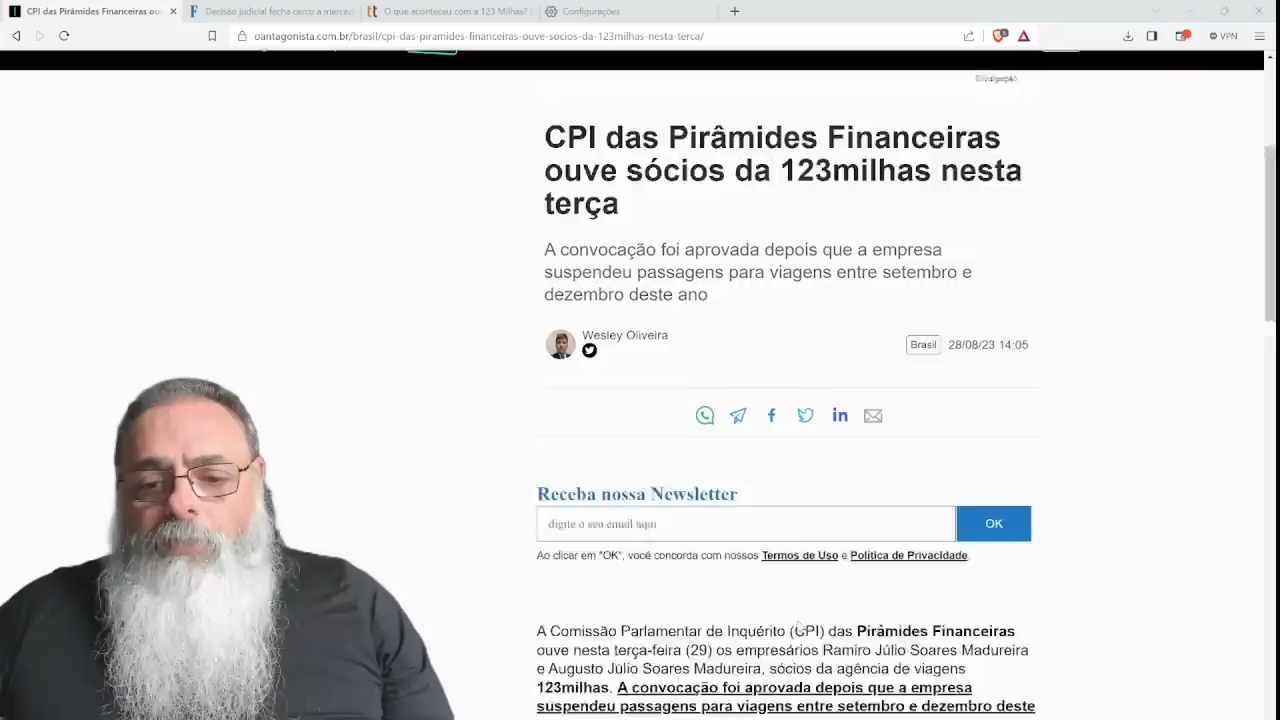 CPI das Pirâmides Financeiras ou
Decisão judicial fecha cerco a mercad
O que aconteceu com a 123 Milhas?
Configurações
oantagonista.com.br/brasil/cpi-das-piramides-financeiras-ouve-socios-da-123milhas-nesta-terca/
VPN
Divulgação
CPI das Pirâmides Financeiras
ouve sócios da 123milhas nesta
terça
A convocação foi aprovada depois que a empresa
suspendeu passagens para viagens entre setembro e
dezembro deste ano
Wesley Oliveira
Brasil 28/08/23 14:05
Receba nossa Newsletter
digite o seu email aqui
OK
Ao clicar em "OK", você concorda com nossos Termos de Uso e Política de Privacidade.
A Comissão Parlamentar de Inquérito (CPI) das Pirâmides Financeiras
ouve nesta terça-feira (29) os empresários Ramiro Júlio Soares Madureira
e Augusto Júlio Soares Madureira, sócios da agência de viagens
123milhas. A convocação foi aprovada depois que a empresa
suspendeu passagens para viagens entre setembro e dezembro deste